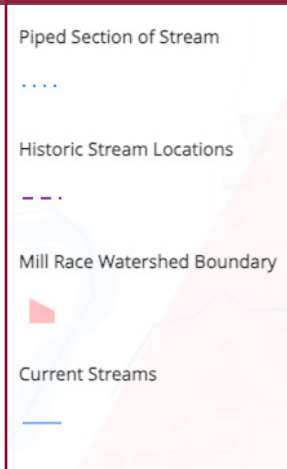 Piped Section of Stream
Historic Stream Locations
Mill Race Watershed Boundary
Current Streams